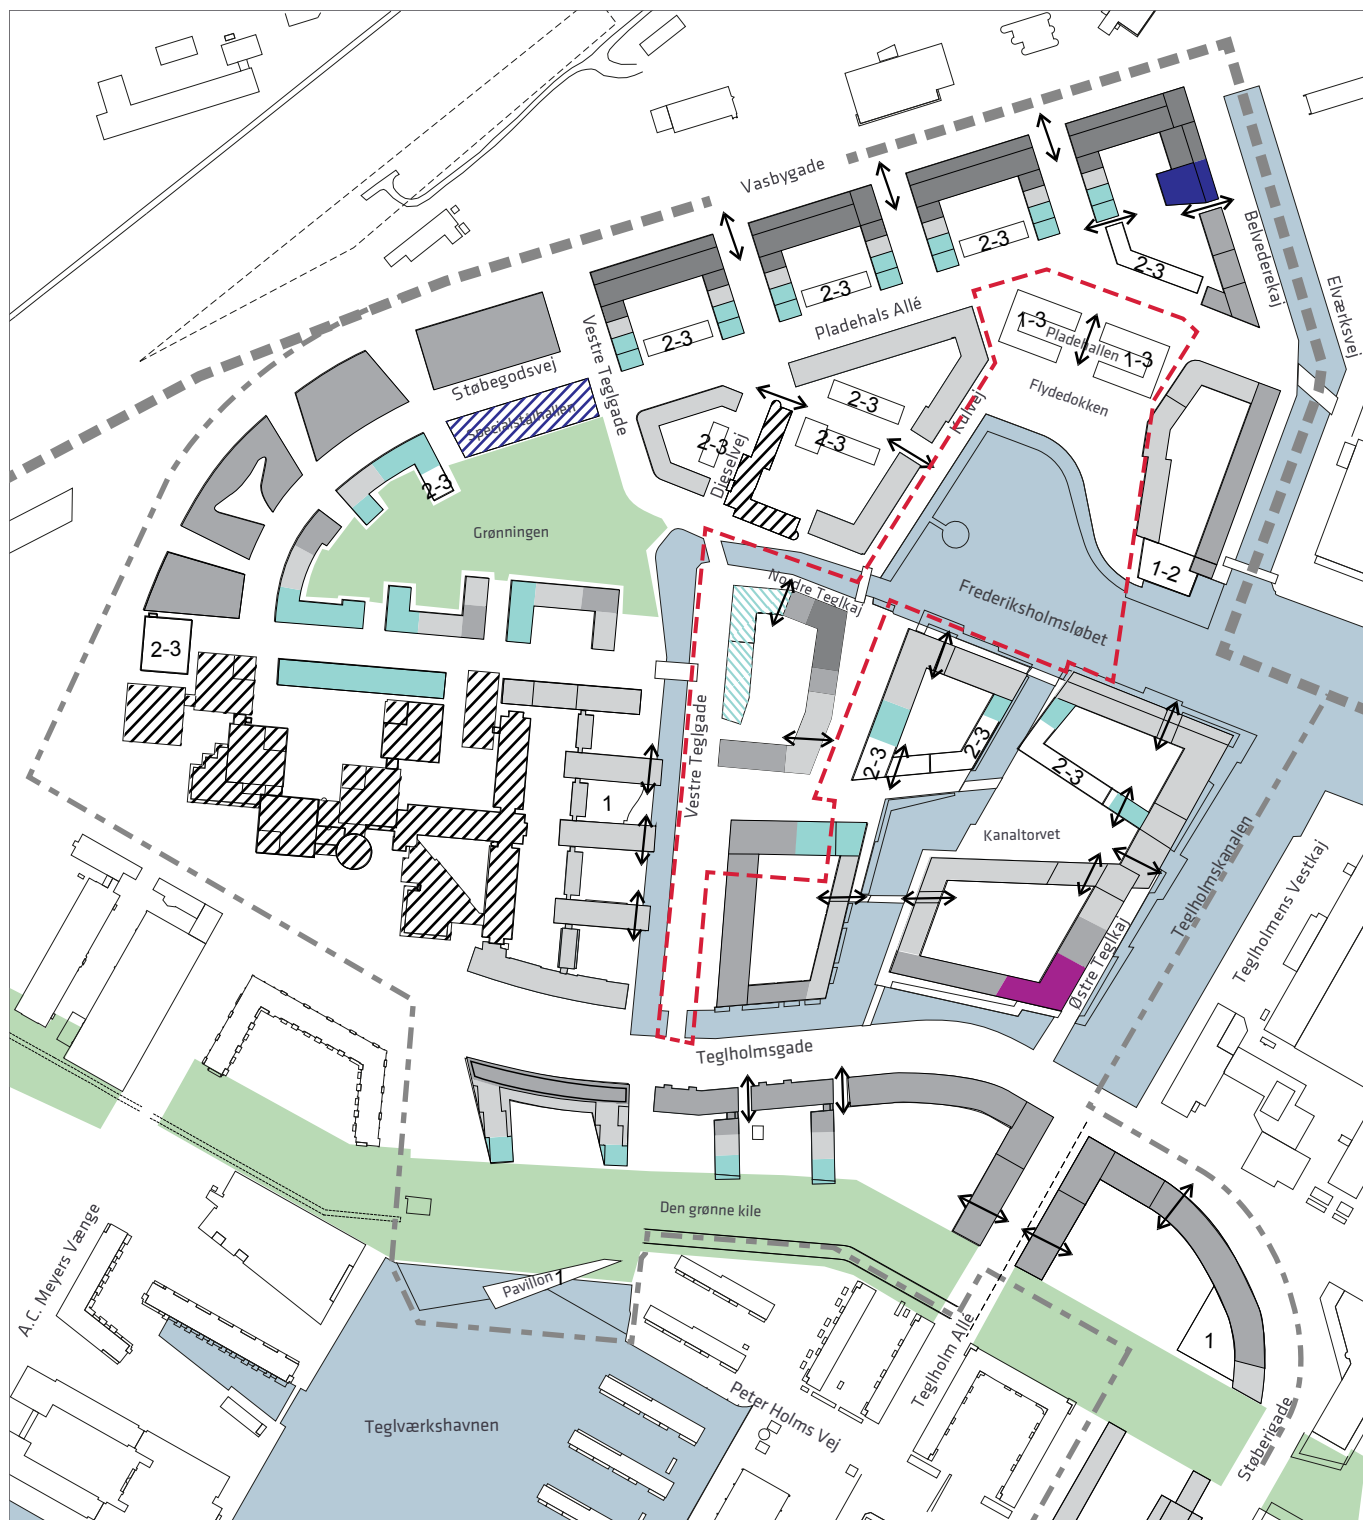 Vasbygade
2-3
2-3
2-3
2-3
Belvederekaj
Elværksvej
Pladehals Allé
1-3
Pladehallen
1-3
Flydedokken
Vestre Teglgade
Støbegodsvej
Specialstålhallen
2-3
2-3
2-3
2-3
Dieselvej
Kulvej
Grønningen
1-2
Nordre Teglkaj
Frederiksholmsløbet
2-3
Vestre Teglgade
2-3
2-3
2-3
1
Kanaltorvet
Teglholmskanalen
Teglholmens Vestkaj
Østre Teglkaj
Teglholmsgade
Den grønne kile
A.C. Meyers Vænge
Pavillon 1
1
Teglholm Allé
Peter Holms Vej
Teglværkshavnen
Støberigade